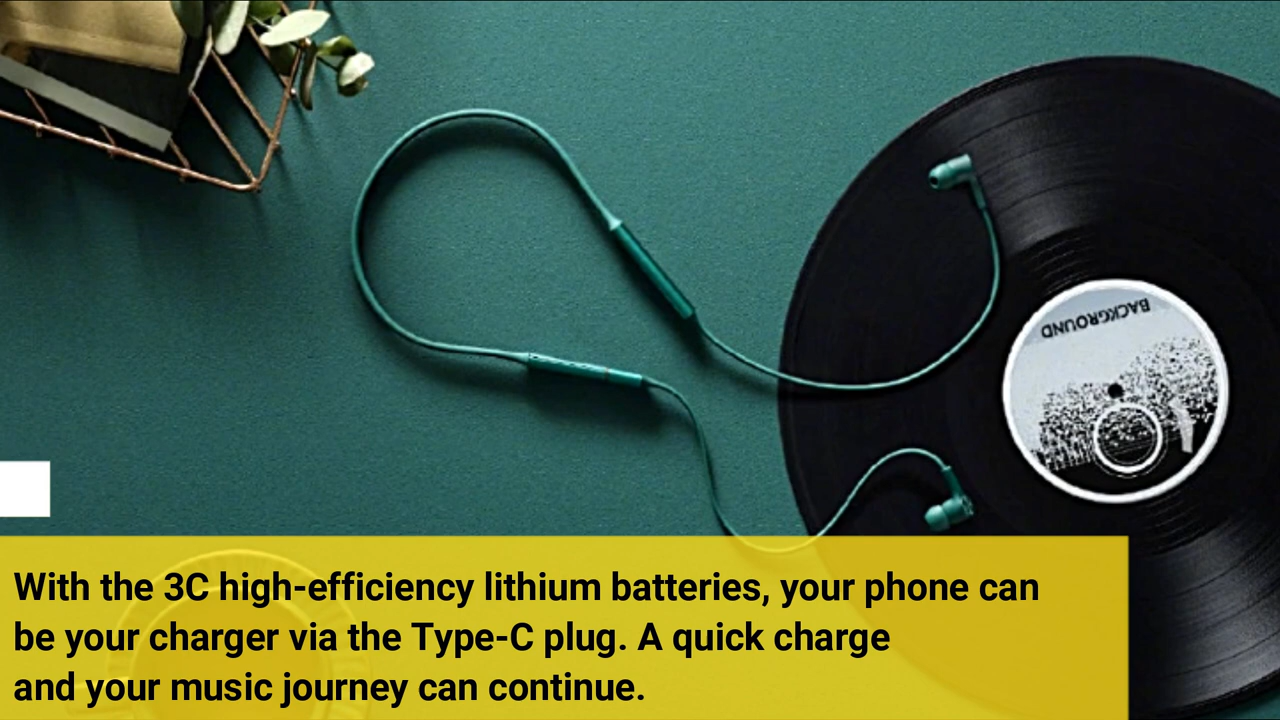 BACKGROUND
With the 3C high-efficiency lithium batteries, your phone can
be your charger via the Type-C plug. A quick charge
and your music journey can continue.